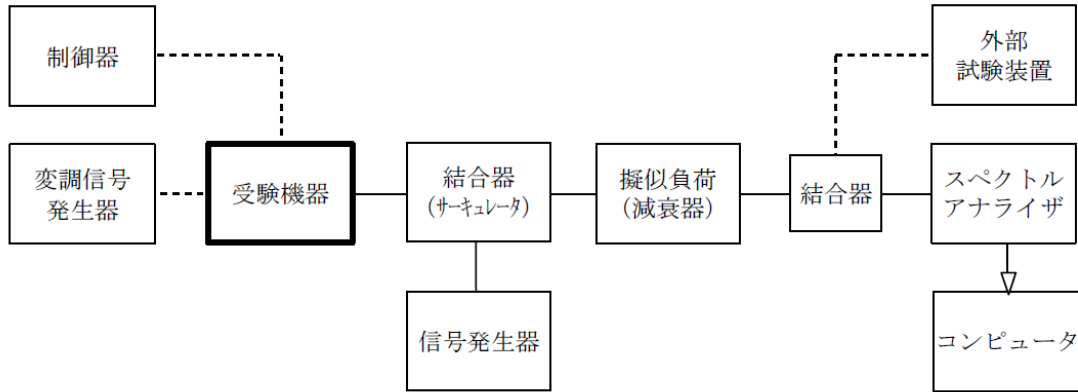 制御器
外部
試験装置
変調信号
発生器
受験機器
結合器
(サーキュレータ)
擬似負荷
(減衰器)
結合器
スペクトル
アナライザ
信号発生器
コンピュータ